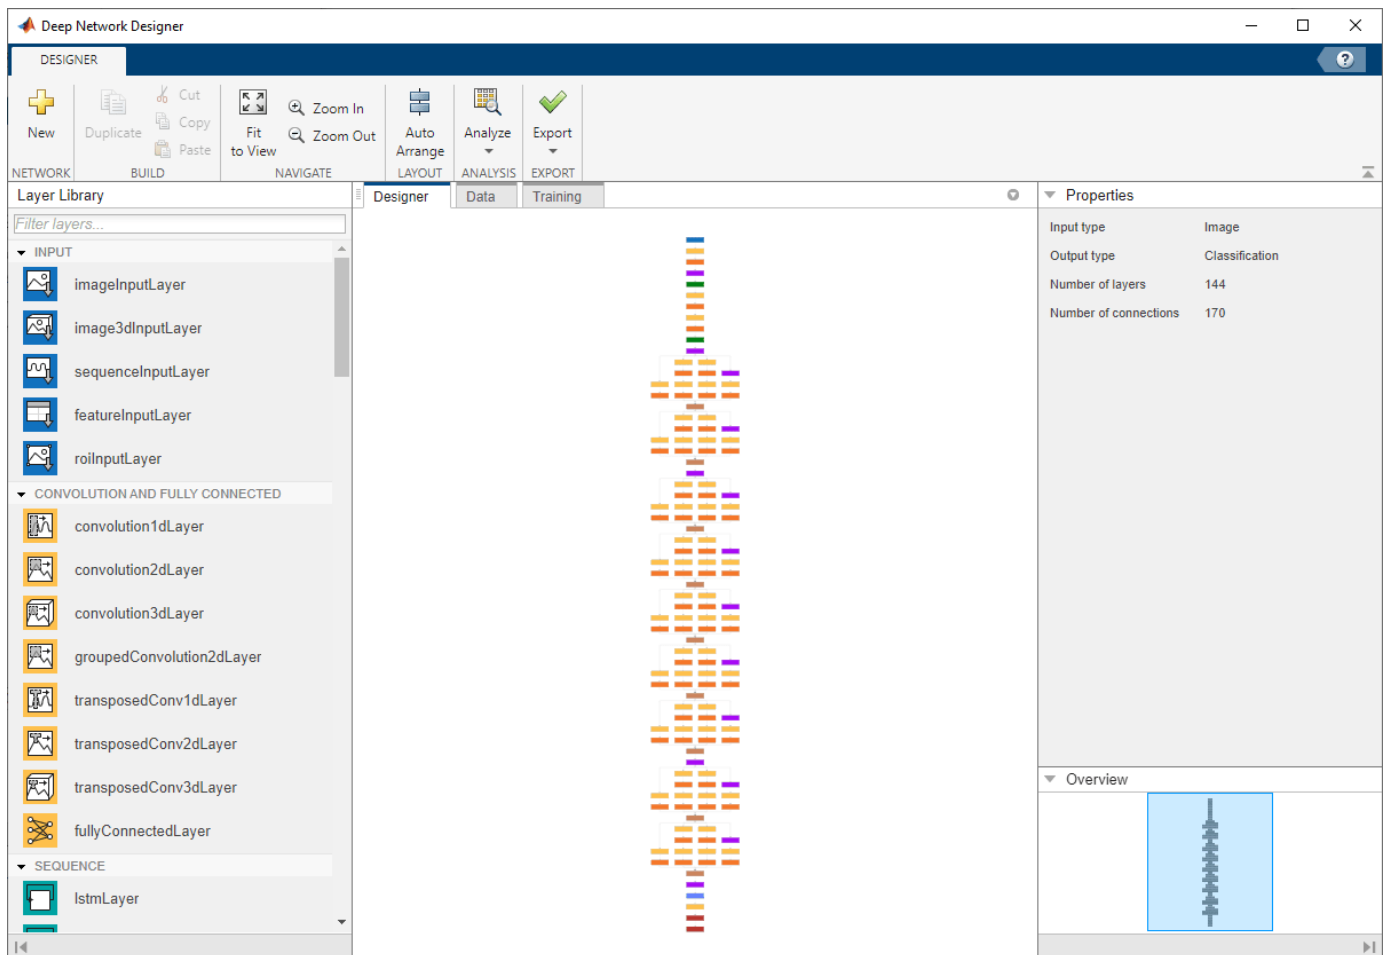 Deep Network Designer
DESIGNER
?
New
Duplicate
Cut
Copy
Paste
Fit
to View
Zoom In
Zoom Out
Auto
Arrange
Analyze
Export
NETWORK
BUILD
NAVIGATE
LAYOUT
ANALYSIS
EXPORT
Layer Library
Filter layers...
INPUT
imageInputLayer
image3dInputLayer
sequenceInputLayer
featureInputLayer
roiInputLayer
CONVOLUTION AND FULLY CONNECTED
convolution1dLayer
convolution2dLayer
convolution3dLayer
groupedConvolution2dLayer
transposedConv1dLayer
transposedConv2dLayer
transposedConv3dLayer
fullyConnectedLayer
SEQUENCE
lstmLayer
Designer
Data
Training
Properties
Input type Image
Output type Classification
Number of layers 144
Number of connections 170
Overview